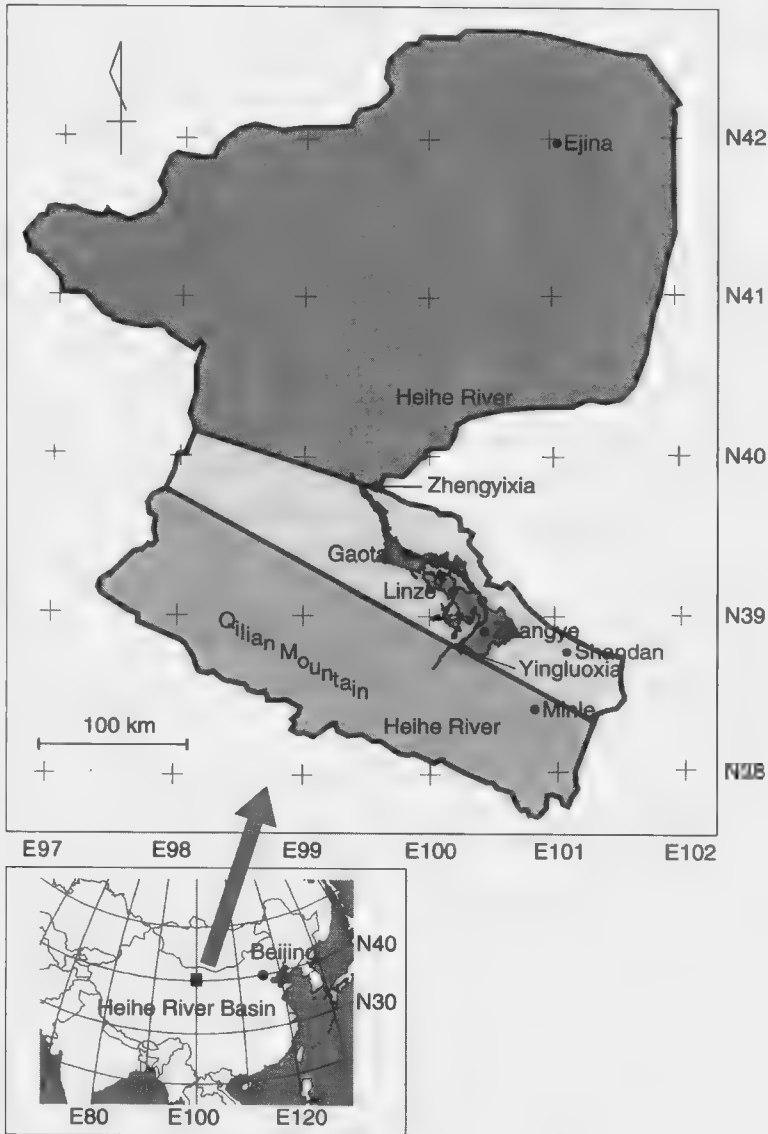 N42
Ejina
N41
Heihe River
N40
Zhengyixia
Gaota
Linze
N39
angye
Shandan
Qilian Mountain
Yingluoxia
Minle
100 km
Heihe River
E97 E98 E99 E100 E101 E102
Beijing
N40
Heihe River Basin
N30
E80 E100 E120